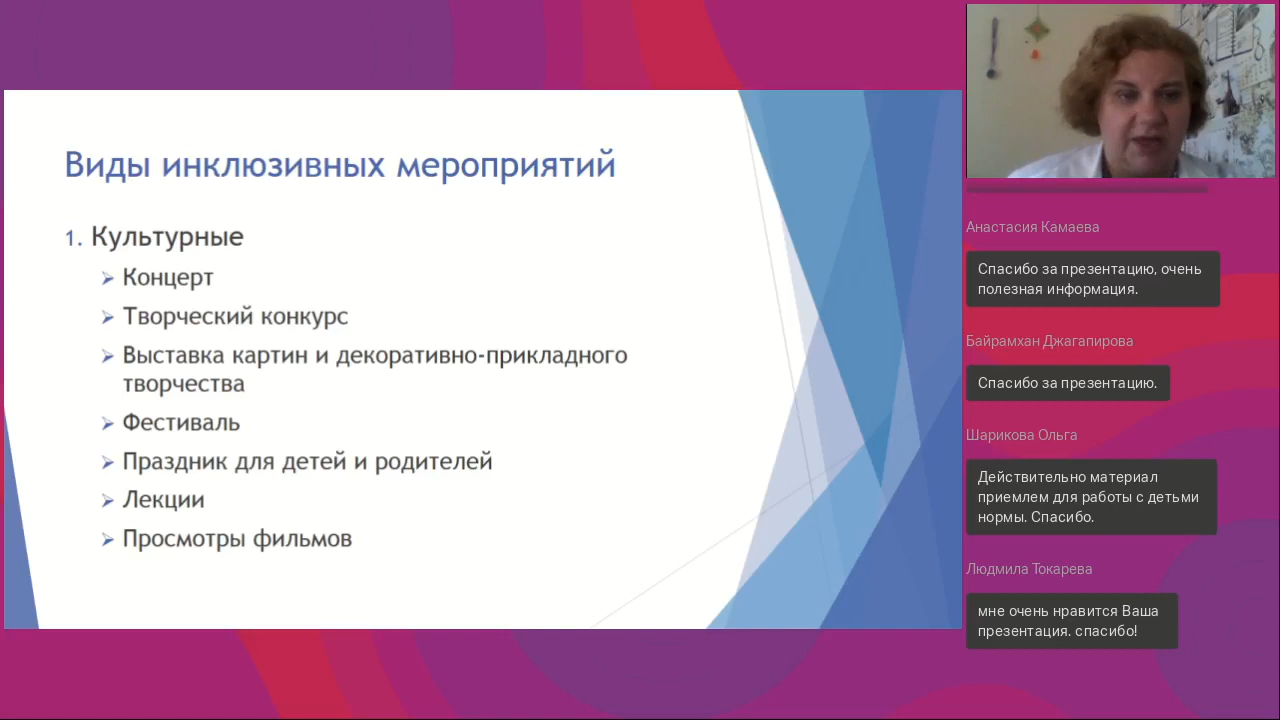 Виды инклюзивных мероприятий
1. Культурные
Концерт
Творческий конкурс
Выставка картин и декоративно-прикладного
творчества
Фестиваль
Праздник для детей и родителей
Лекции
Просмотры фильмов
Анастасия Камаева
Спасибо за презентацию, очень
полезная информация.
Байрамхан Джагапирова
Спасибо за презентацию.
Шарикова Ольга
Действительно материал
приемлем для работы с детьми
нормы. Спасибо.
Людмила Токарева
мне очень нравится Ваша
презентация. спасибо!